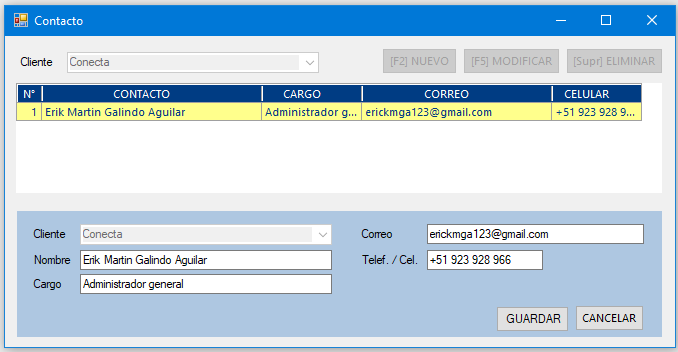 Contacto
Cliente Conecta [F2] NUEVO [F5] MODIFICAR [Supr] ELIMINAR
N° CONTACTO CARGO CORREO CELULAR
1 Erik Martin Galindo Aguilar Administrador g... erickmga123@gmail.com +51 923 928 9...
Cliente Conecta Correo erickmga123@gmail.com
Nombre Erik Martin Galindo Aguilar Telef. / Cel. +51 923 928 966
Cargo Administrador general
GUARDAR CANCELAR